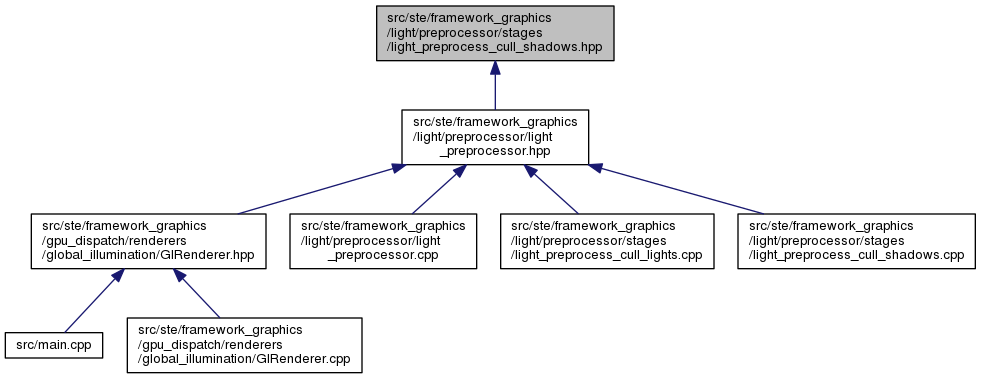 src/ste/framework_graphics
/light/preprocessor/stages
/light_preprocess_cull_shadows.hpp
src/ste/framework_graphics
/light/preprocessor/light
_preprocessor.hpp
src/ste/framework_graphics
/gpu_dispatch/renderers
/global_illumination/GIRenderer.hpp
src/ste/framework_graphics
/light/preprocessor/light
_preprocessor.cpp
src/ste/framework_graphics
/light/preprocessor/stages
/light_preprocess_cull_lights.cpp
src/ste/framework_graphics
/light/preprocessor/stages
/light_preprocess_cull_shadows.cpp
src/main.cpp
src/ste/framework_graphics
/gpu_dispatch/renderers
/global_illumination/GIRenderer.cpp